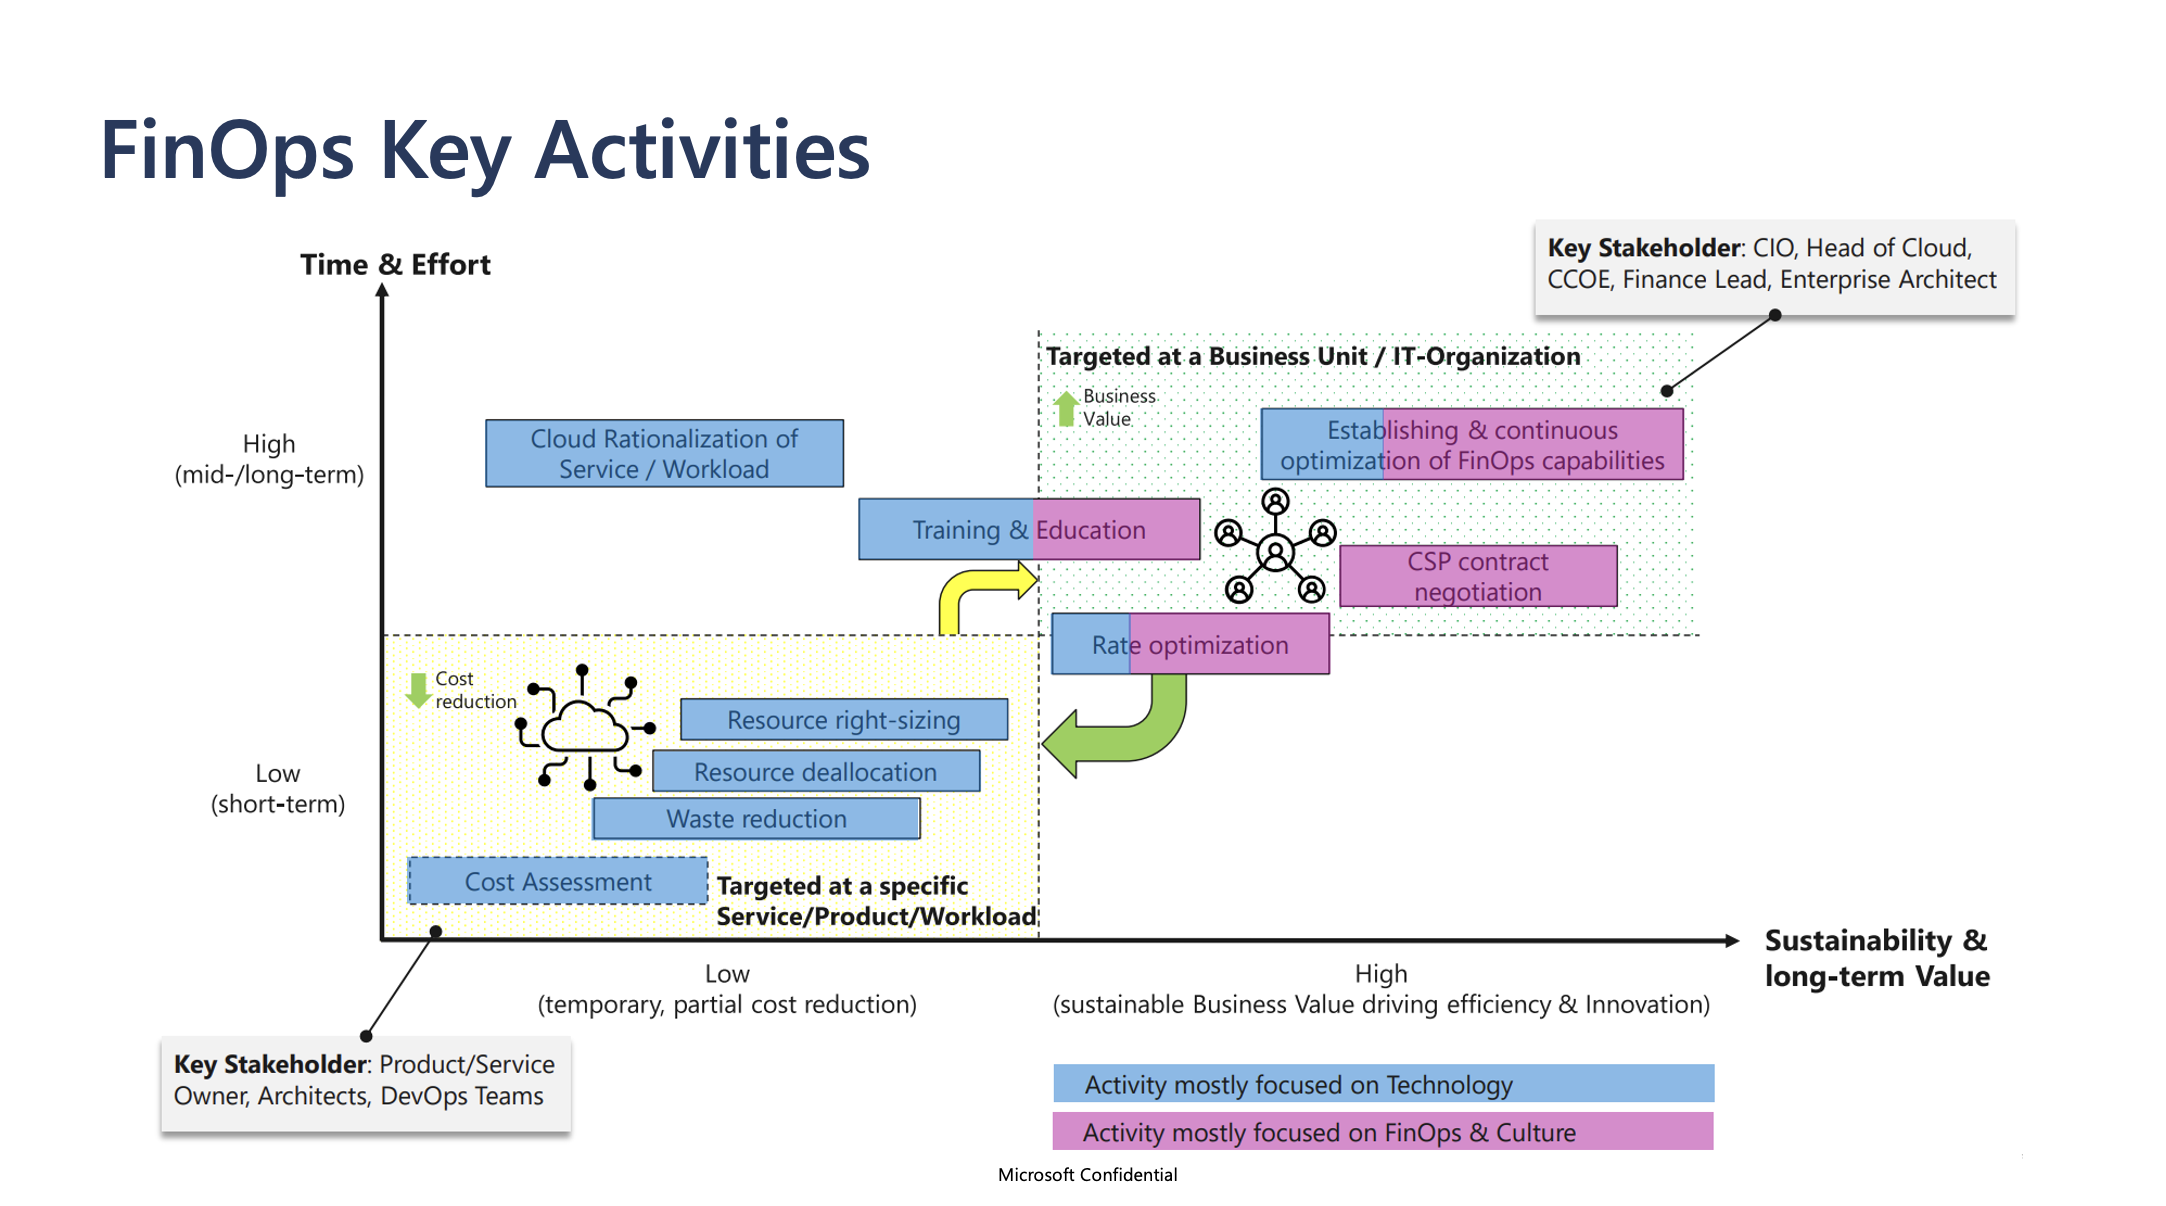 FinOps Key Activities
Key Stakeholder: CIO, Head of Cloud,
CCOE, Finance Lead, Enterprise Architect
Time & Effort
Targeted at a Business Unit / IT-Organization
Business
Value
High
(mid-/long-term)
Cloud Rationalization of
Service / Workload
Establishing & continuous
optimization of FinOps capabilities
Training & Education
CSP contract
negotiation
Rate optimization
Cost
reduction
Resource right-sizing
Resource deallocation
Low
(short-term)
Waste reduction
Cost Assessment
Targeted at a specific
Service/Product/Workload
Sustainability &
long-term Value
Low
(temporary, partial cost reduction)
High
(sustainable Business Value driving efficiency & Innovation)
Key Stakeholder: Product/Service
Owner, Architects, DevOps Teams
Activity mostly focused on Technology
Activity mostly focused on FinOps & Culture
Microsoft Confidential